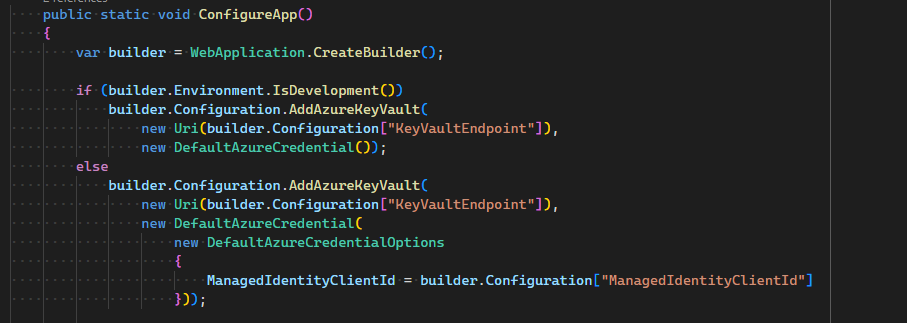 2 references
public static void ConfigureApp()
{
var builder = WebApplication.CreateBuilder();
if (builder.Environment.IsDevelopment())
builder.Configuration.AddAzureKeyVault(
new Uri(builder.Configuration["KeyVaultEndpoint"]),
new DefaultAzureCredential());
else
builder.Configuration.AddAzureKeyVault(
new Uri(builder.Configuration["KeyVaultEndpoint"]),
new DefaultAzureCredential(
new DefaultAzureCredentialOptions
{
ManagedIdentityClientId = builder.Configuration["ManagedIdentityClientId"]
}));